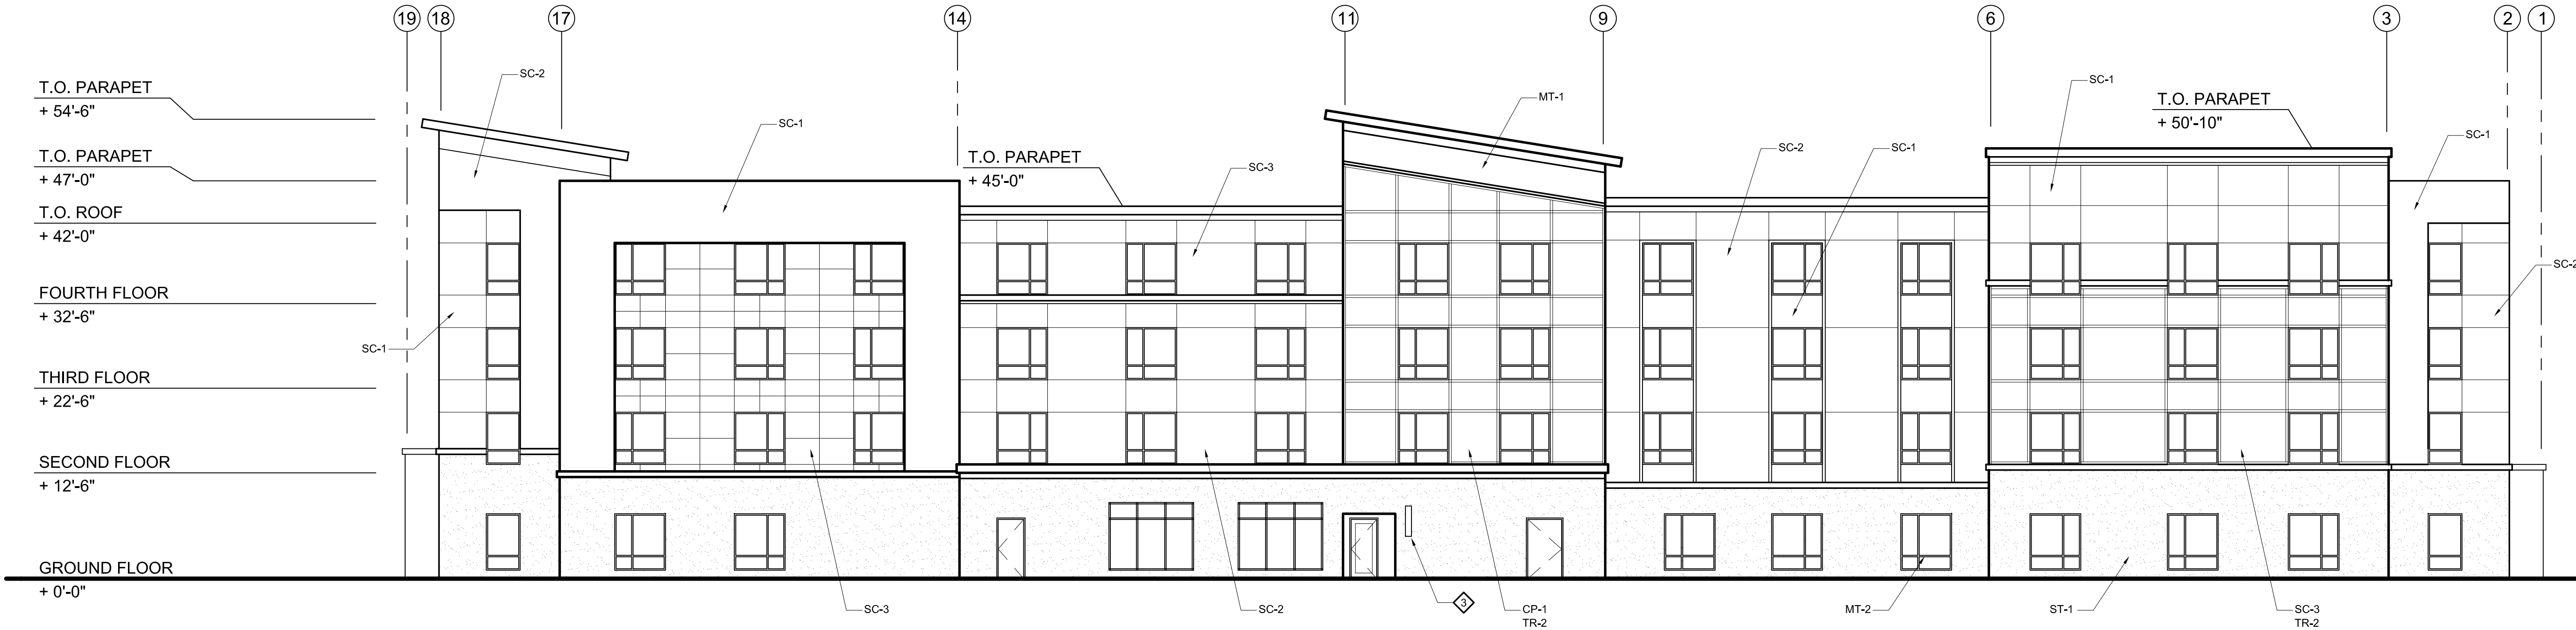 19 18 17 14 11 9 6 3 2 1
SC-2
SC-1
T.O. PARAPET
+ 54'-6"
MT-1
SC-1
T.O. PARAPET
+ 50'-10"
SC-1
T.O. PARAPET
+ 47'-0"
T.O. PARAPET
+ 45'-0"
SC-3
SC-2
SC-1
T.O. ROOF
+ 42'-0"
SC-2
FOURTH FLOOR
+ 32'-6"
SC-1
THIRD FLOOR
+ 22'-6"
SECOND FLOOR
+ 12'-6"
GROUND FLOOR
+ 0'-0"
SC-3
SC-2
3
CP-1
TR-2
MT-2
ST-1
SC-3
TR-2